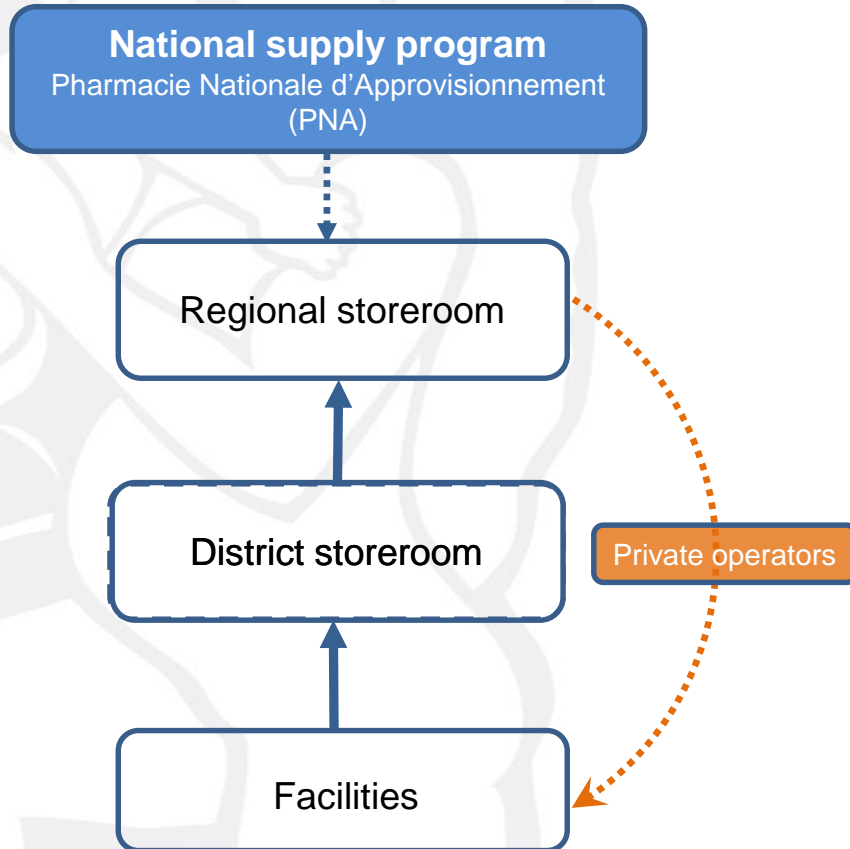 National supply program
Pharmacie Nationale d’Approvisionnement
(PNA)
Regional storeroom
District storeroom
Private operators
Facilities